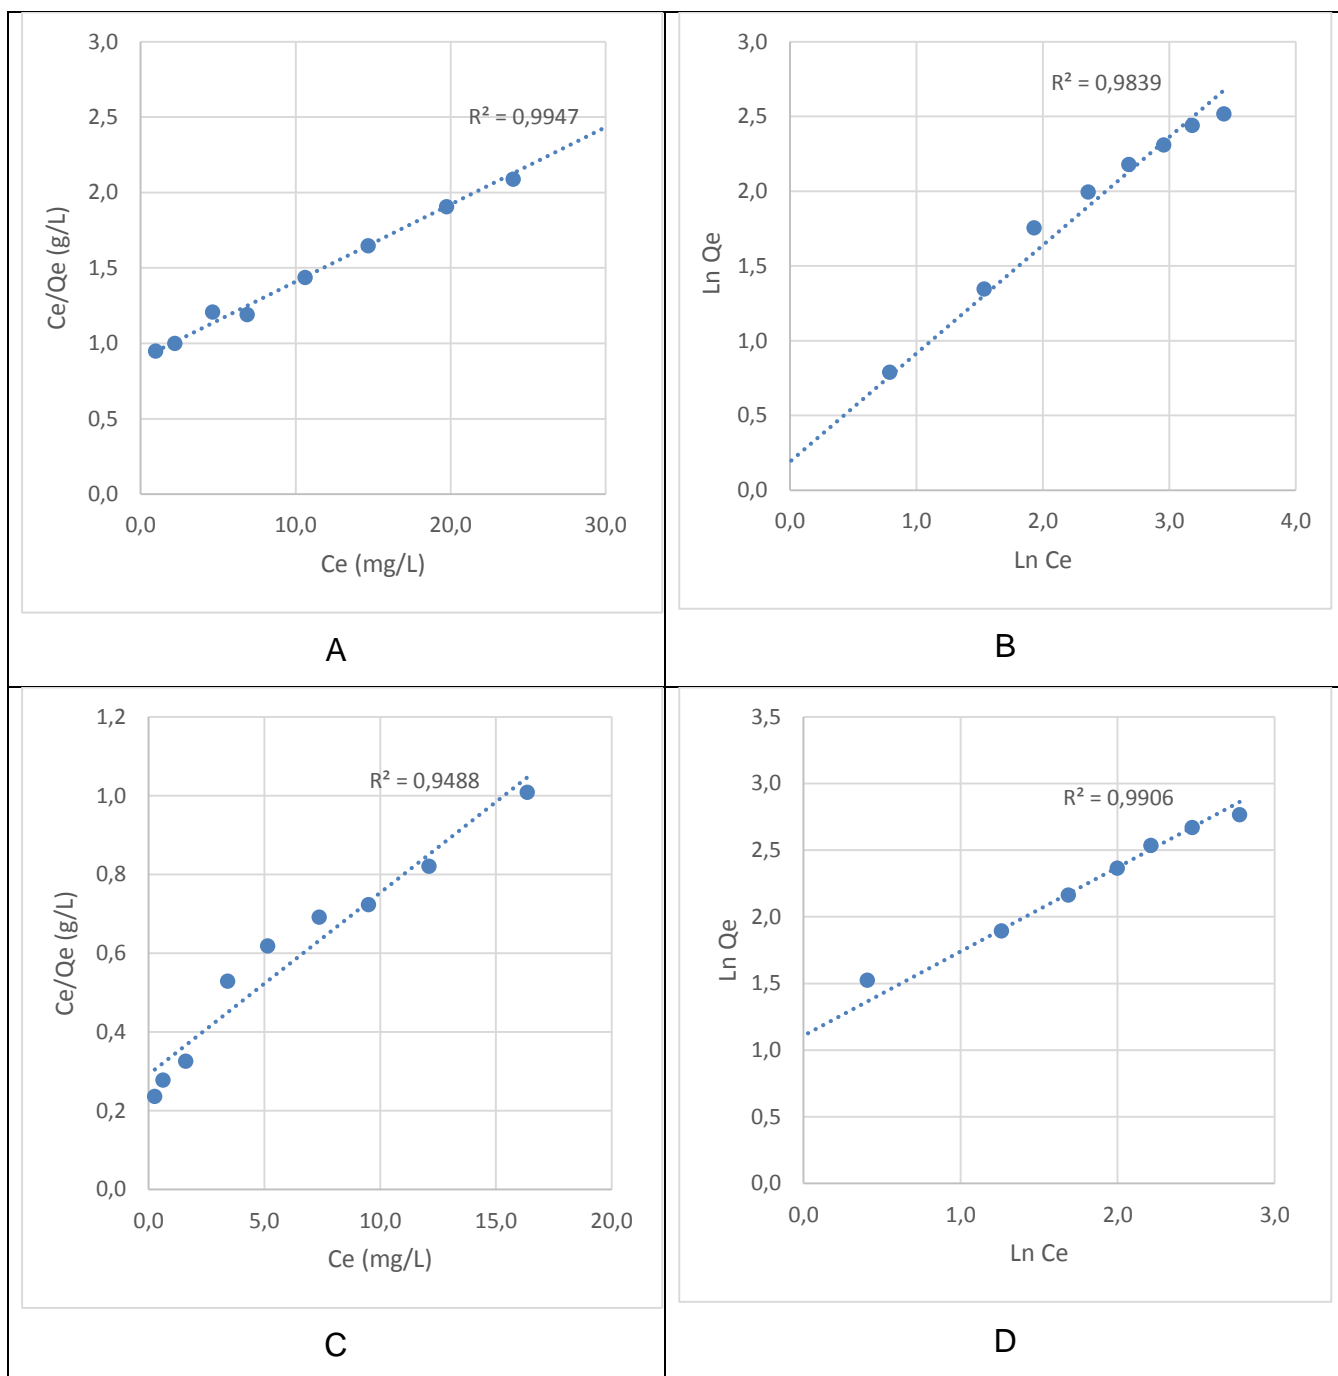 3,0
2,5
2,0
1,5
1,0
0,5
0,0
Ce/Qe (g/L)
R² = 0,9947
0,0 10,0 20,0 30,0
Ce (mg/L)
A
3,0
2,5
2,0
1,5
1,0
0,5
0,0
Ln Qe
R² = 0,9839
0,0 1,0 2,0 3,0 4,0
Ln Ce
B
1,2
1,0
0,8
0,6
0,4
0,2
0,0
Ce/Qe (g/L)
R² = 0,9488
0,0 5,0 10,0 15,0 20,0
Ce (mg/L)
C
3,5
3,0
2,5
2,0
1,5
1,0
0,5
0,0
Ln Qe
R² = 0,9906
0,0 1,0 2,0 3,0
Ln Ce
D